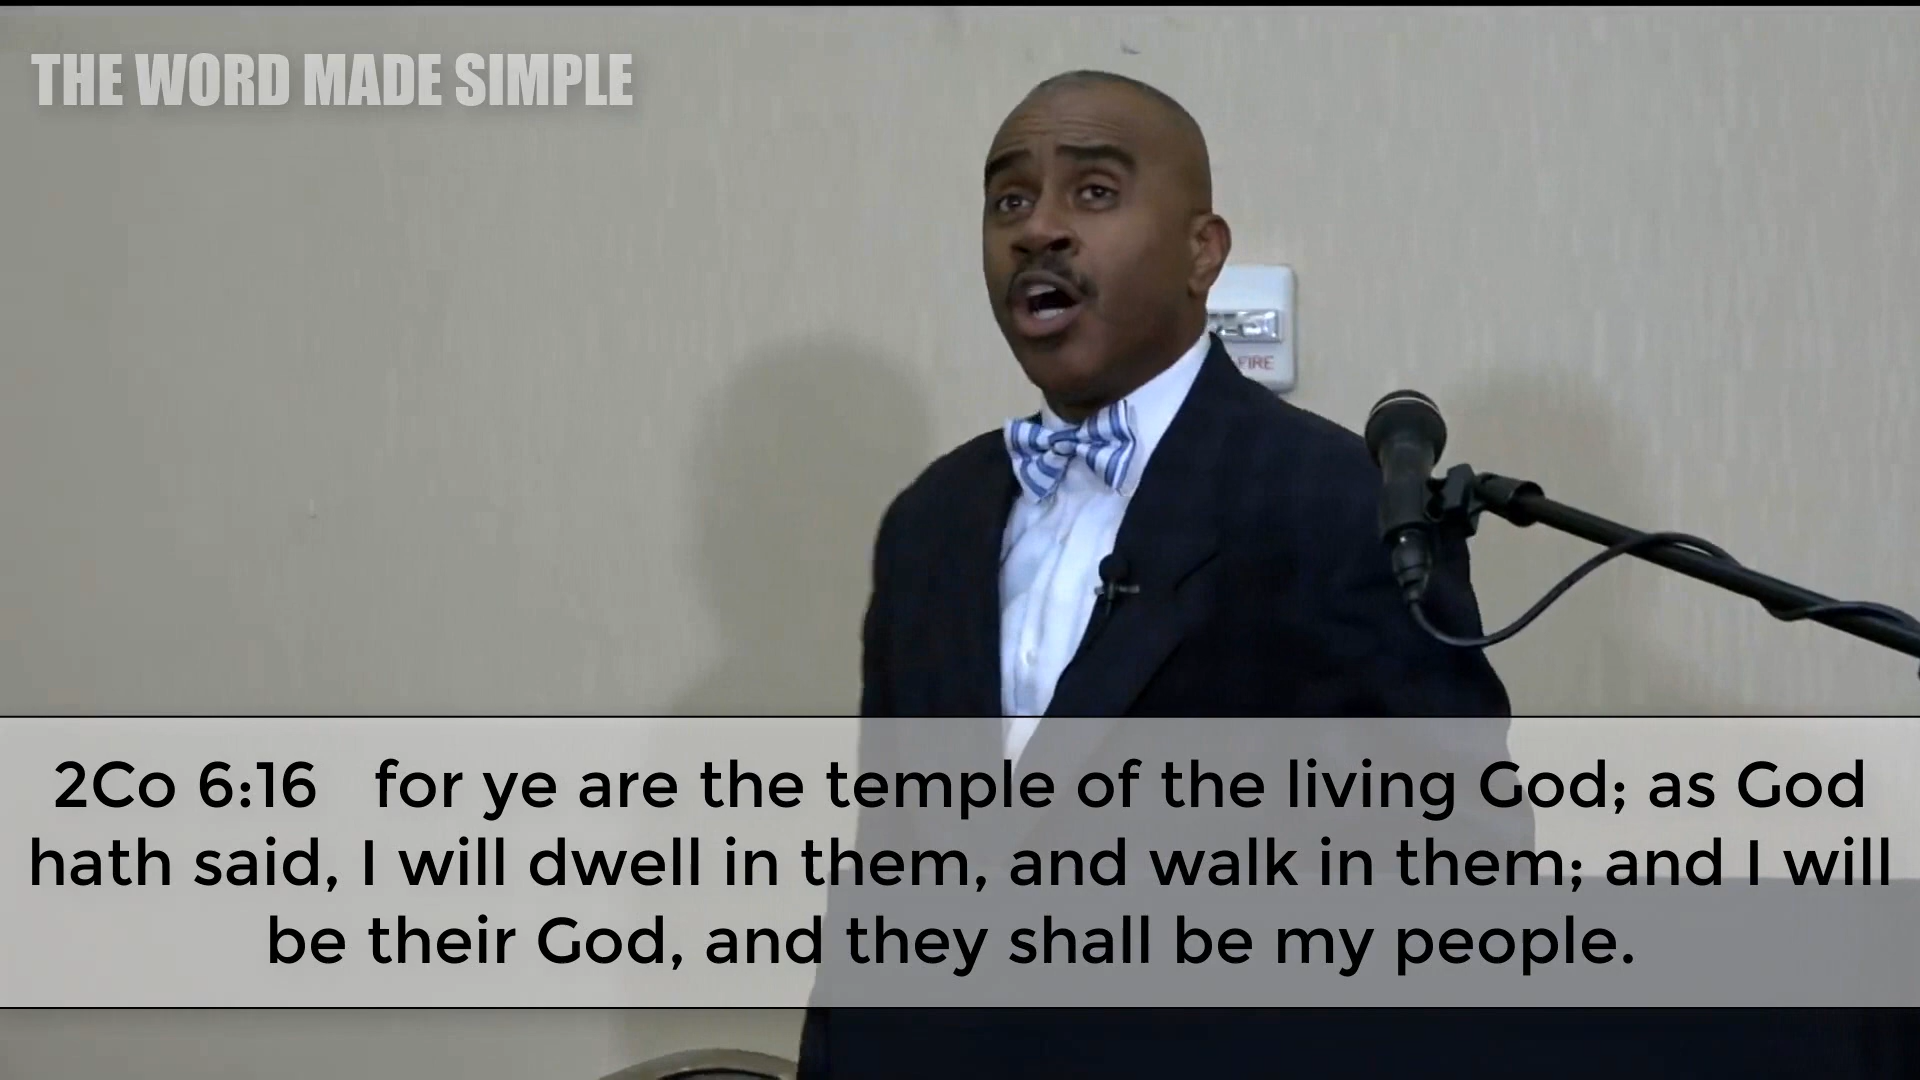 THE WORD MADE SIMPLE
FIRE
2Co 6:16 for ye are the temple of the living God; as God
hath said, I will dwell in them, and walk in them; and I will
be their God, and they shall be my people.